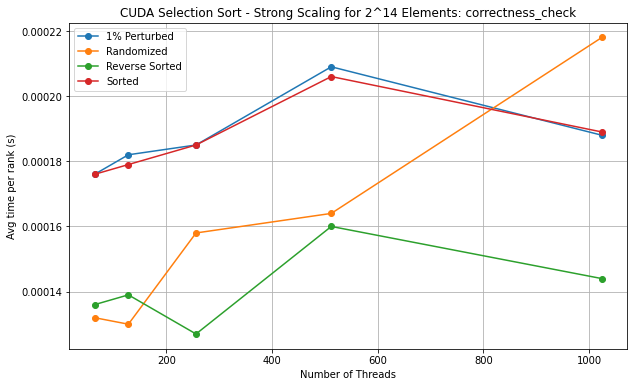 CUDA Selection Sort - Strong Scaling for 2^14 Elements: correctness_check
1% Perturbed
Randomized
Reverse Sorted
Sorted
Avg time per rank (s)
0.00022
0.00020
0.00018
0.00016
0.00014
200
400
600
800
1000
Number of Threads